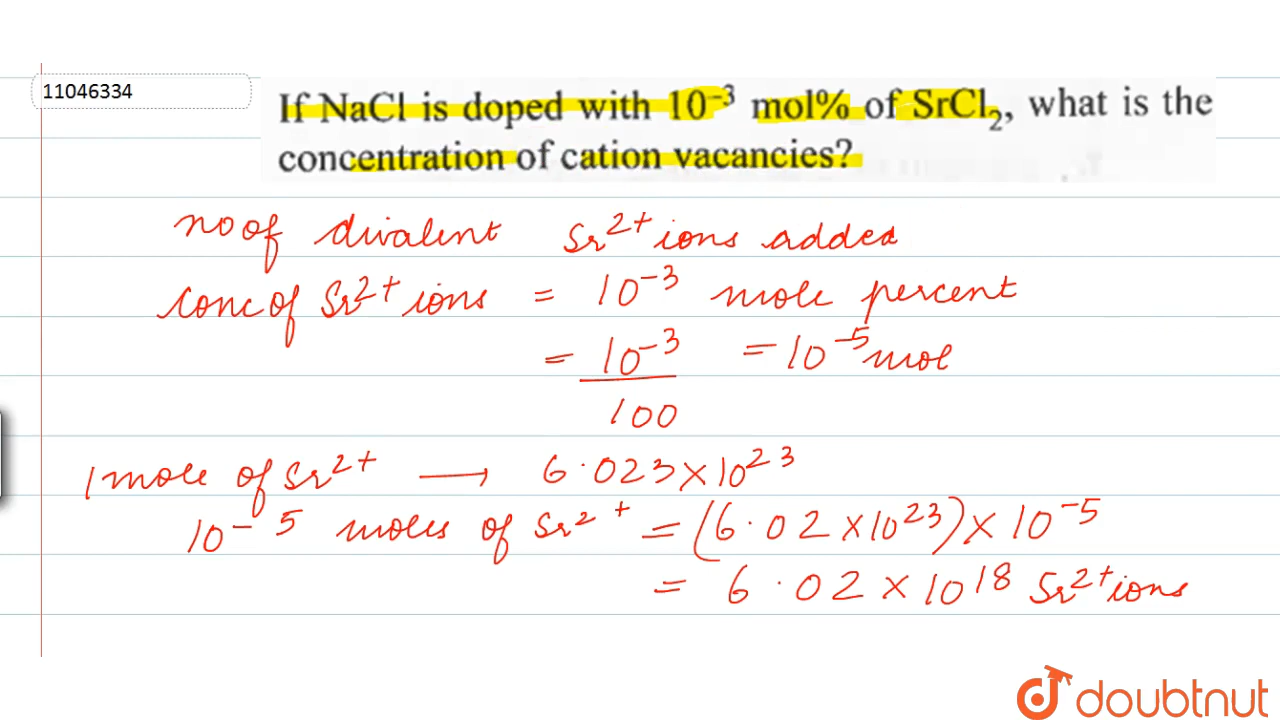 11046334
If NaCl is doped with 10⁻³ mol% of SrCl₂, what is the
concentration of cation vacancies?
no of divalent Sr²⁺ ions added
conc of Sr²⁺ ions = 10⁻³ mole percent
= 10⁻³/100 = 10⁻⁵ mol
1 mole of Sr²⁺ → 6.023×10²³
10⁻⁵ moles of Sr²⁺ = (6.02×10²³)×10⁻⁵
= 6.02×10¹⁸ Sr²⁺ ions
doubtnut